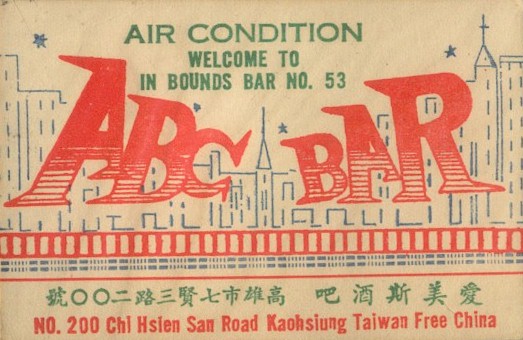 AIR CONDITION
WELCOME TO
IN BOUNDS BAR NO. 53
ABC BAR
愛美斯酒吧 高雄市七賢三路二〇〇號
NO. 200 Chi Hsien San Road Kaohsiung Taiwan Free China